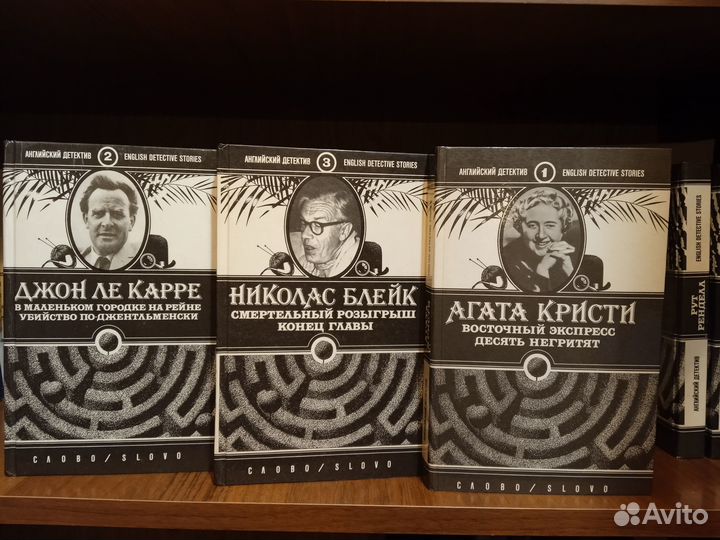 АНГЛИЙСКИЙ ДЕТЕКТИВ 2 ENGLISH DETECTIVE STORIES
ДЖОН ЛЕ КАРРЕ
В МАЛЕНЬКОМ ГОРОДКЕ НА РЕЙНЕ
УБИЙСТВО ПО-ДЖЕНТЛЬМЕНСКИ
СЛОВО / SLOVO
АНГЛИЙСКИЙ ДЕТЕКТИВ 3 ENGLISH DETECTIVE STORIES
НИКОЛАС БЛЕЙК
СМЕРТЕЛЬНЫЙ РОЗЫГРЫШ
КОНЕЦ ГЛАВЫ
СЛОВО / SLOVO
АНГЛИЙСКИЙ ДЕТЕКТИВ 1 ENGLISH DETECTIVE STORIES
АГАТА КРИСТИ
ВОСТОЧНЫЙ ЭКСПРЕСС
ДЕСЯТЬ НЕГРИТЯТ
СЛОВО / SLOVO
АНГЛИЙСКИЙ ДЕТЕКТИВ
РУТ
РЕНДЕЛЛ
ENGLISH DETECTIVE STORIES
Avito